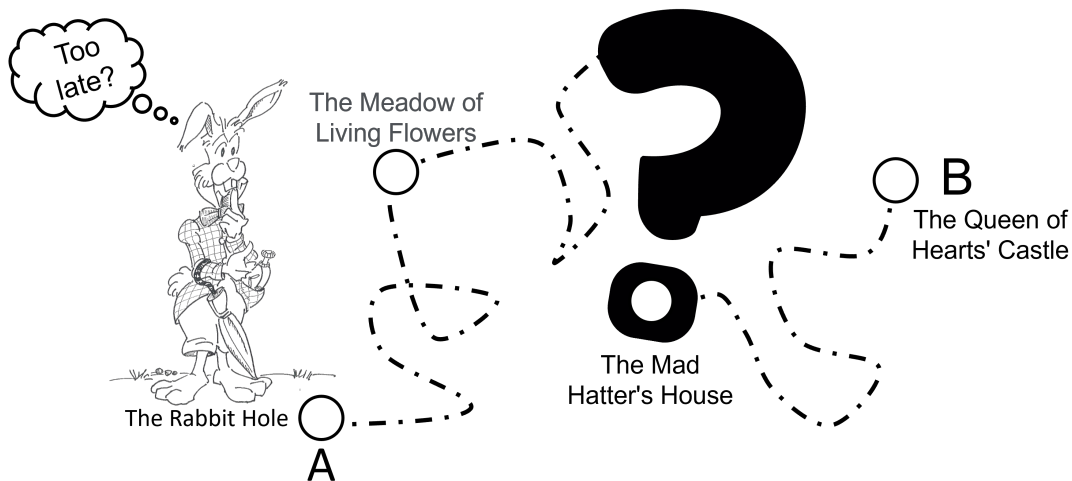 Too
late?
The Meadow of
Living Flowers
B
The Queen of
Hearts' Castle
The Mad
Hatter's House
The Rabbit Hole
A